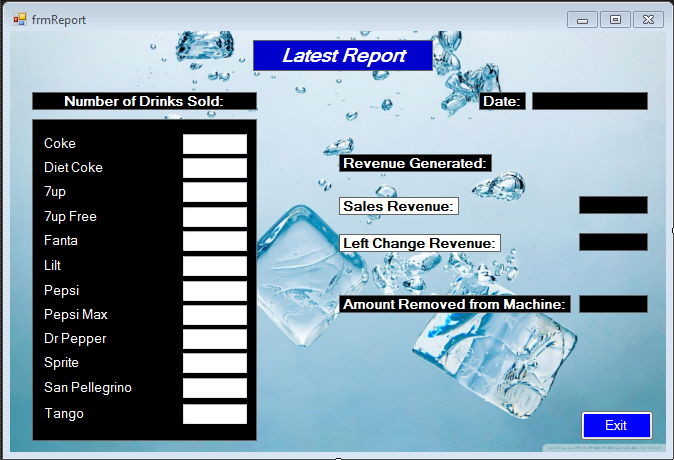 frmReport
Latest Report
Number of Drinks Sold:
Date:
Coke
Diet Coke
7up
7up Free
Fanta
Lilt
Pepsi
Pepsi Max
Dr Pepper
Sprite
San Pellegrino
Tango
Revenue Generated:
Sales Revenue:
Left Change Revenue:
Amount Removed from Machine:
Exit